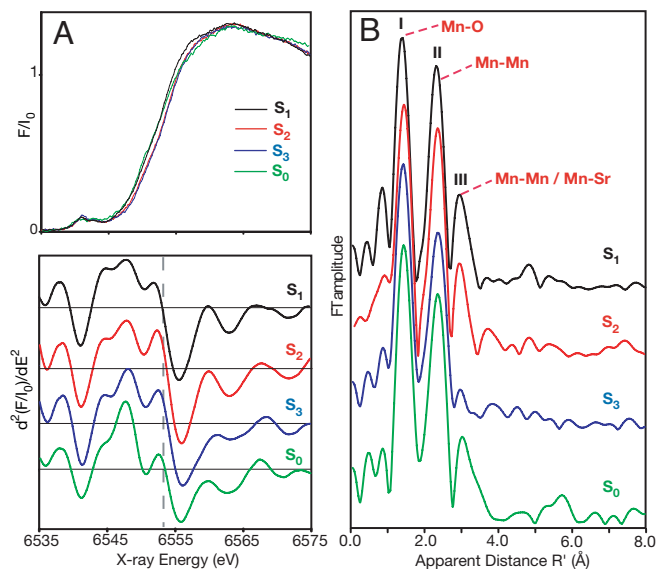 A
F/I0
1
0
S1
S2
S3
S0
d2(F/I0)/dE2
S1
S2
S3
S0
6535
6545
6555
6565
6575
X-ray Energy (eV)
B
I
Mn-O
II
Mn-Mn
III
Mn-Mn / Mn-Sr
FT amplitude
S1
S2
S3
S0
0.0
2.0
4.0
6.0
8.0
Apparent Distance R' (Å)